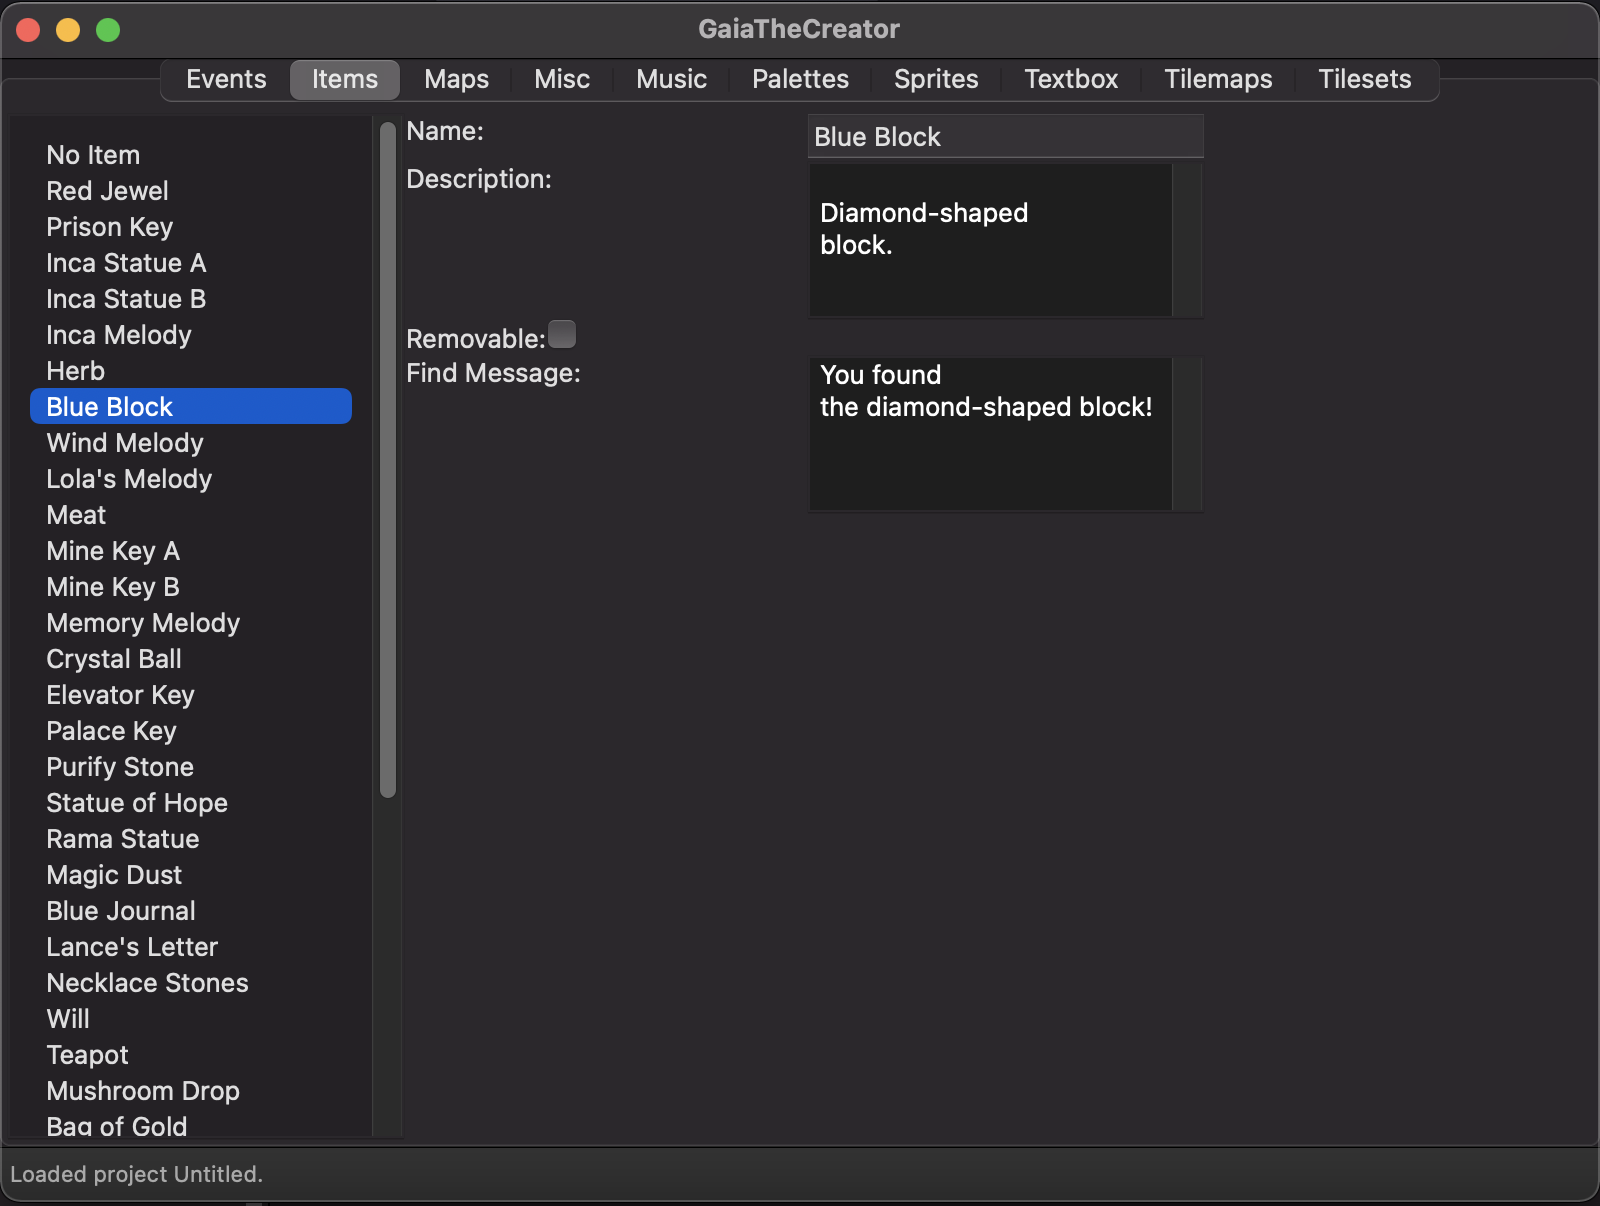 GaiaTheCreator
Events Items Maps Misc Music Palettes Sprites Textbox Tilemaps Tilesets
No Item
Red Jewel
Prison Key
Inca Statue A
Inca Statue B
Inca Melody
Herb
Blue Block
Wind Melody
Lola's Melody
Meat
Mine Key A
Mine Key B
Memory Melody
Crystal Ball
Elevator Key
Palace Key
Purify Stone
Statue of Hope
Rama Statue
Magic Dust
Blue Journal
Lance's Letter
Necklace Stones
Will
Teapot
Mushroom Drop
Bag of Gold
Name: Blue Block
Description:
Diamond-shaped
block.
Removable:
Find Message:
You found
the diamond-shaped block!
Loaded project Untitled.